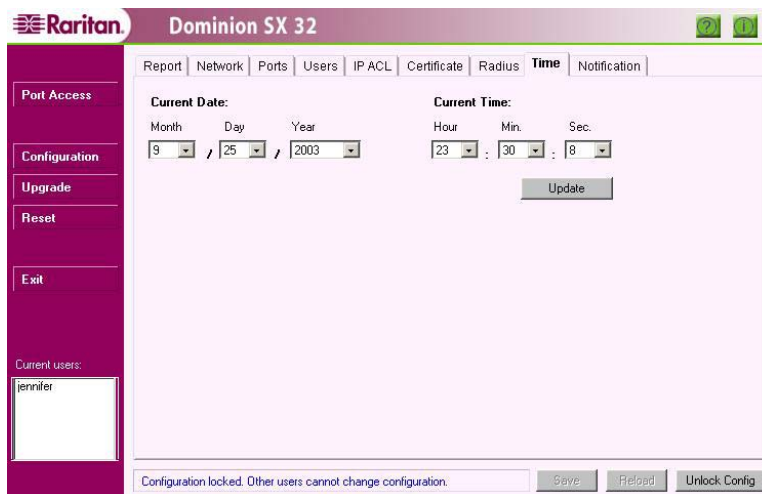 Raritan. Dominion SX 32 ? i
Report Network Ports Users IP ACL Certificate Radius Time Notification
Port Access
Configuration
Upgrade
Reset
Exit
Current users:
jennifer
Current Date: Current Time:
Month Day Year Hour Min. Sec.
9 / 25 / 2003 23 : 30 : 8
Update
Configuration locked. Other users cannot change configuration. Save Reload Unlock Config